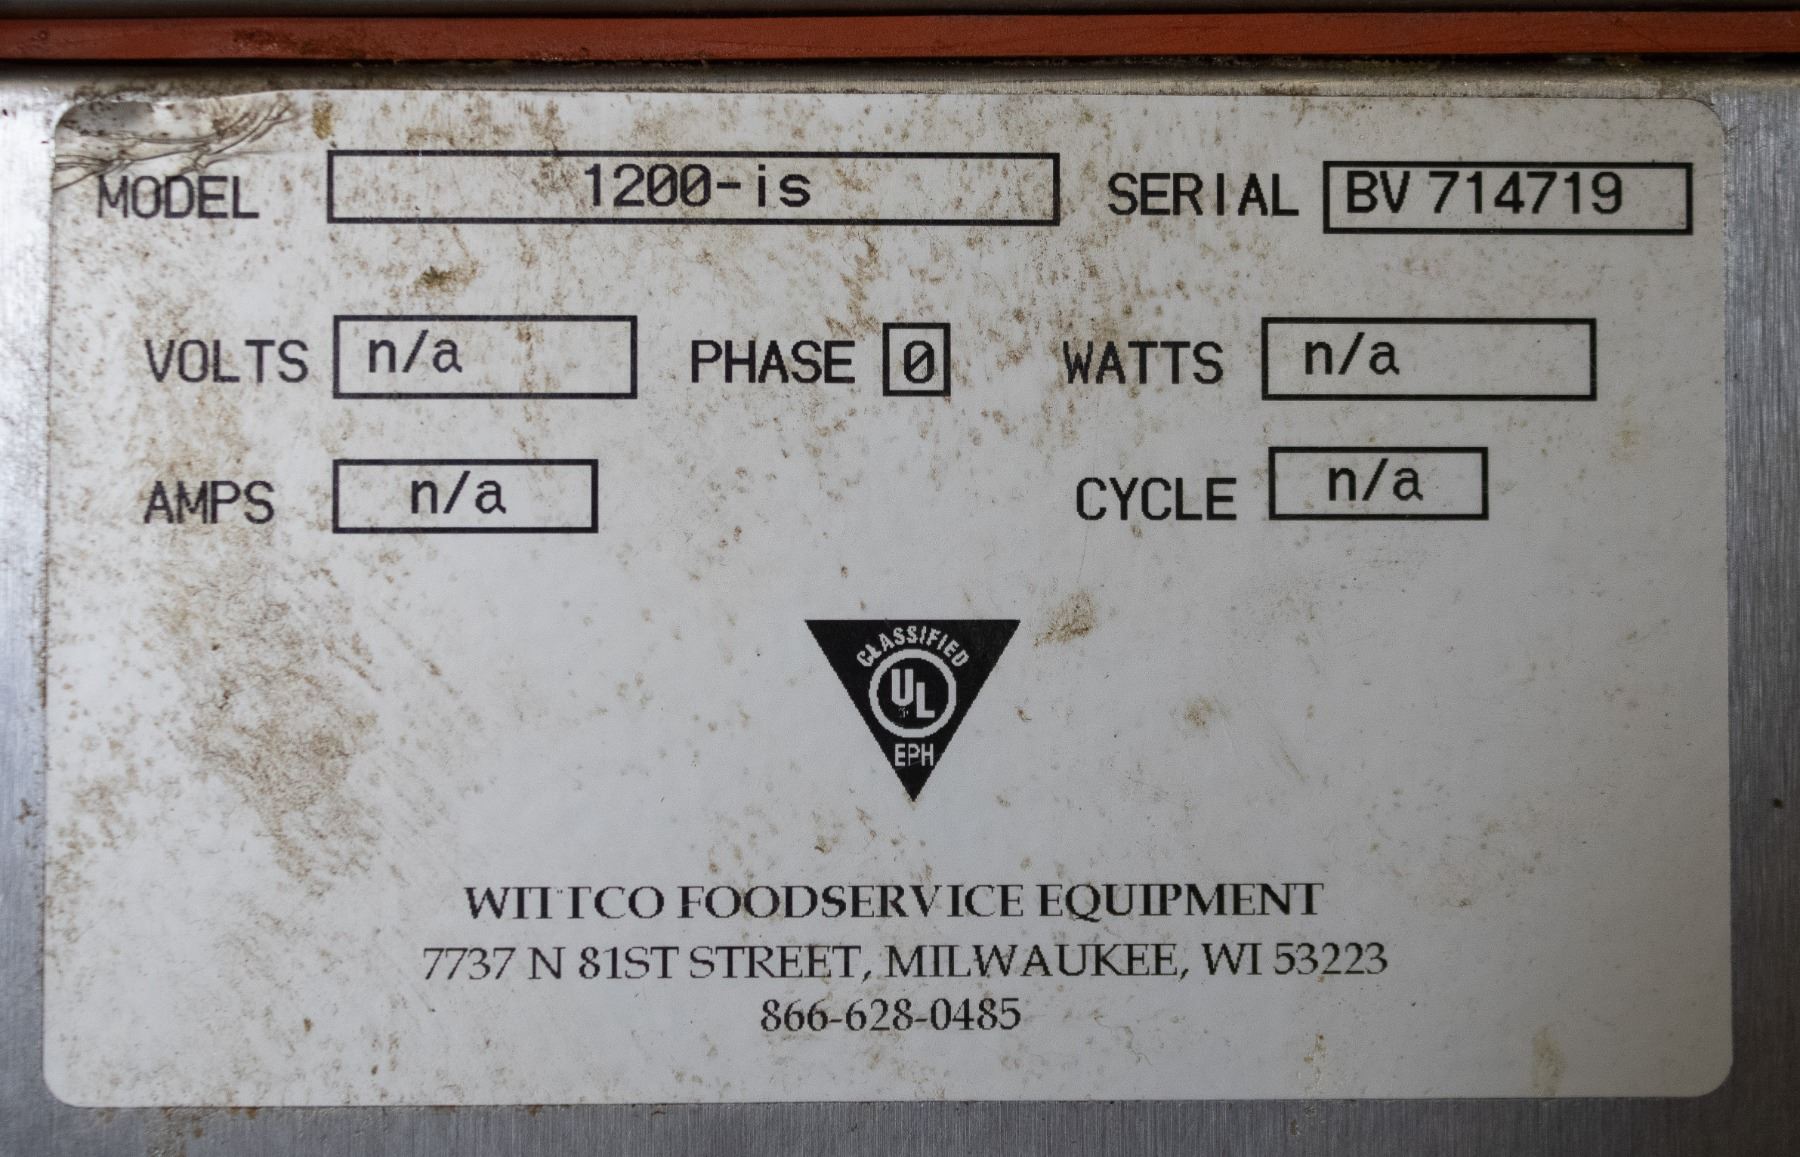 MODEL 1200-is SERIAL BV 714719
VOLTS n/a PHASE 0 WATTS n/a
AMPS n/a CYCLE n/a
CLASSIFIED
UL
EPH
WITTCO FOODSERVICE EQUIPMENT
7737 N 81ST STREET, MILWAUKEE, WI 53223
866-628-0485